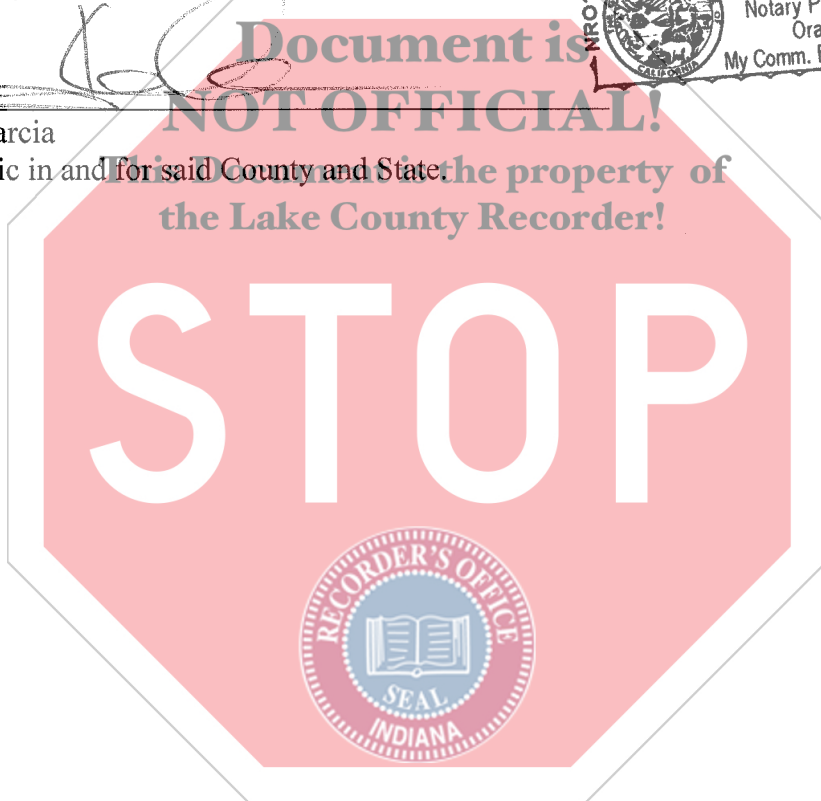 Notary P
Ora
My Comm. E
CALIFORNIA
Document is
NOT OFFICIAL!
arcia
ic in and for said County and State.
This Document is the property of
the Lake County Recorder!
STOP
RECORDER'S OFFICE
SEAL
INDIANA